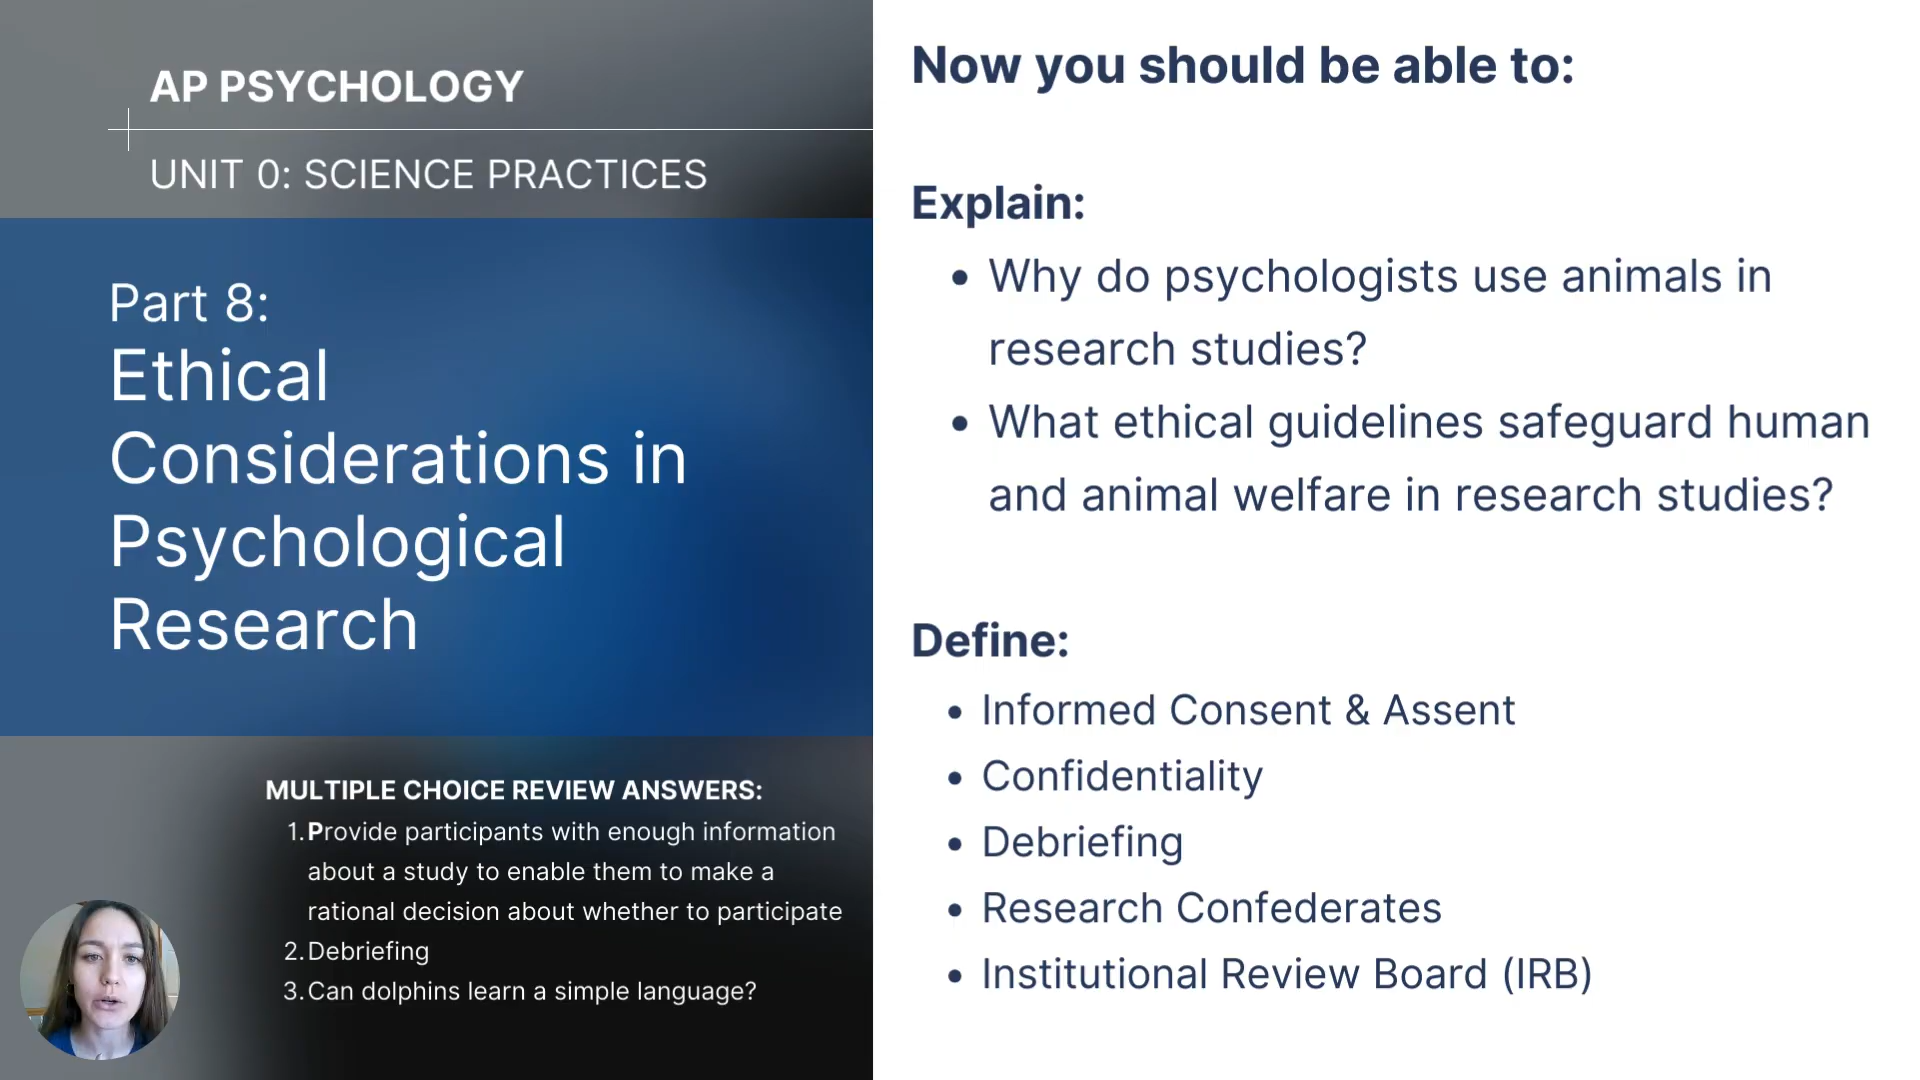 AP PSYCHOLOGY
UNIT 0: SCIENCE PRACTICES
Part 8:
Ethical
Considerations in
Psychological
Research
MULTIPLE CHOICE REVIEW ANSWERS:
1. Provide participants with enough information
about a study to enable them to make a
rational decision about whether to participate
2. Debriefing
3. Can dolphins learn a simple language?
Now you should be able to:
Explain:
• Why do psychologists use animals in
research studies?
• What ethical guidelines safeguard human
and animal welfare in research studies?
Define:
• Informed Consent & Assent
• Confidentiality
• Debriefing
• Research Confederates
• Institutional Review Board (IRB)